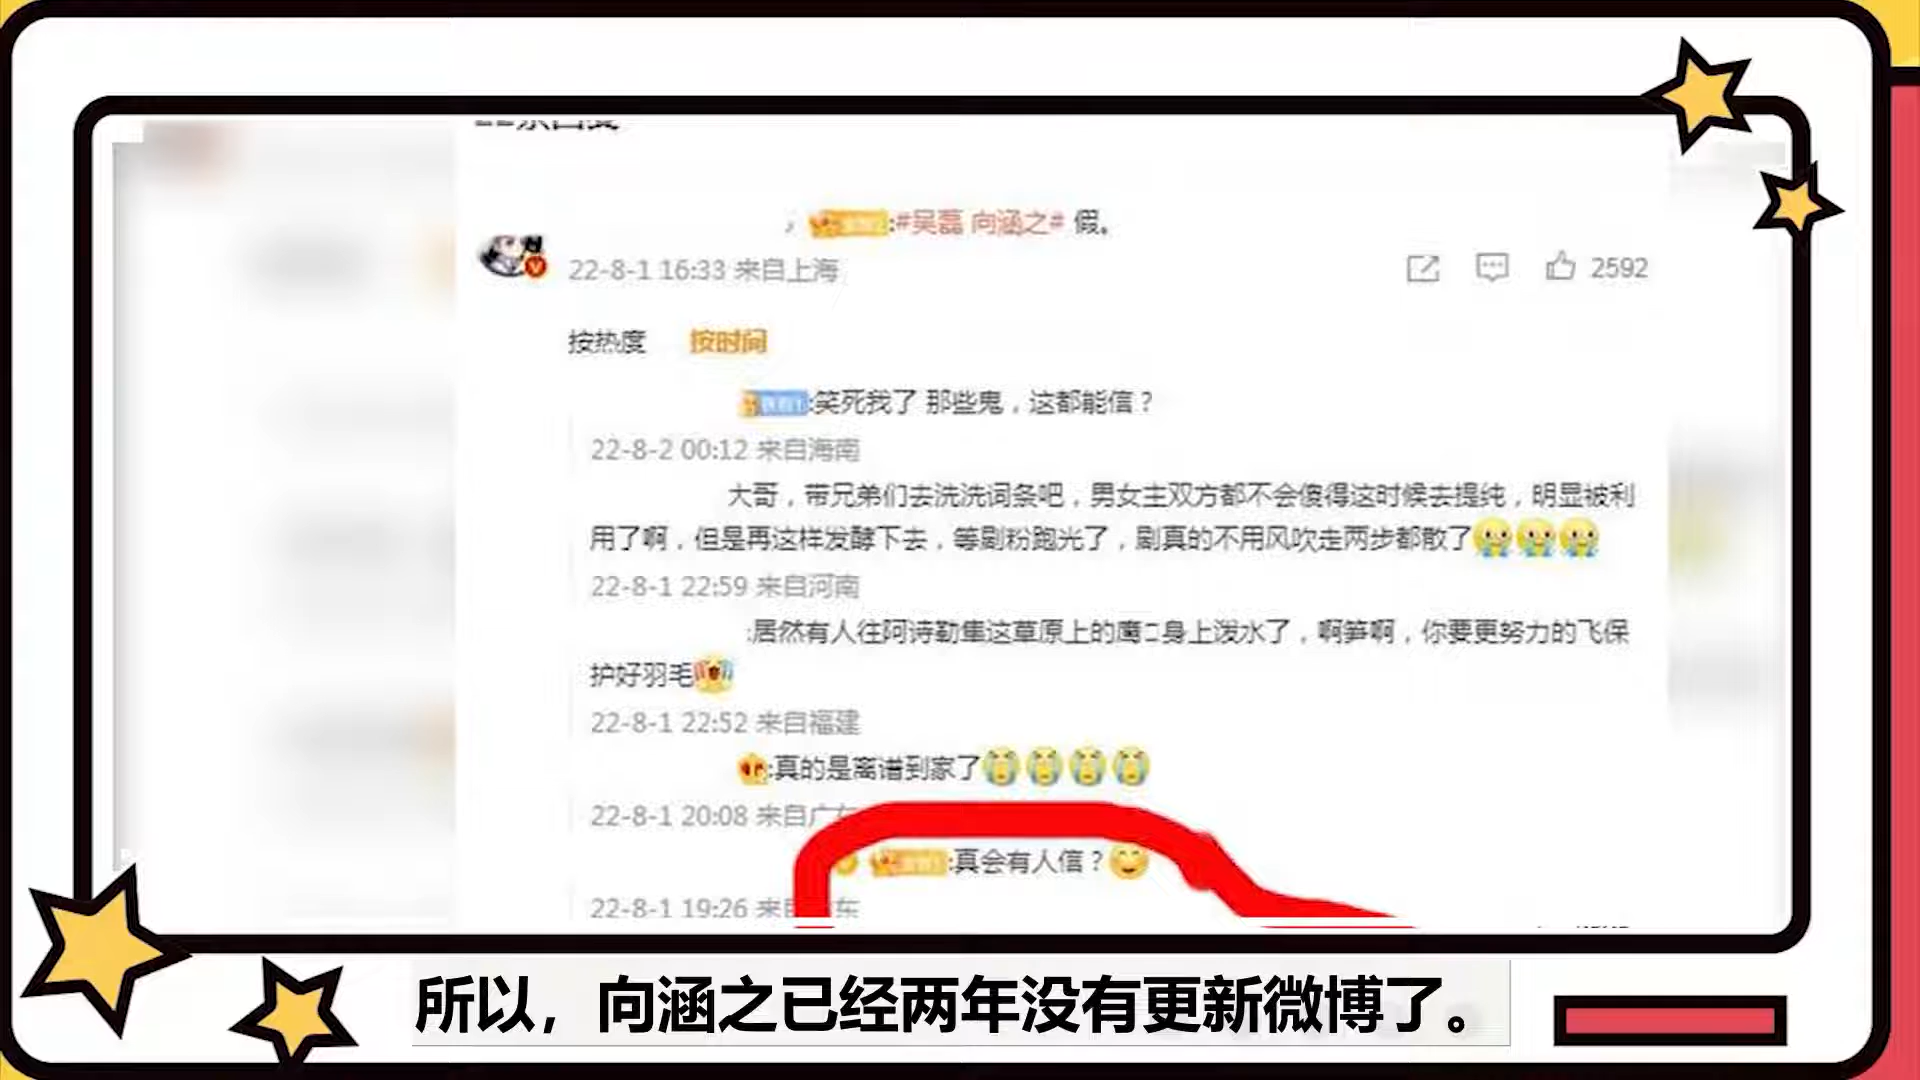 :#吴磊 向涵之# 假。
22-8-1 16:33 来自上海
2592
按热度 按时间
:笑死我了 那些鬼，这都能信？
22-8-2 00:12 来自海南
大哥，带兄弟们去洗洗词条吧，男女主双方都不会傻得这时候去提纯，明显被利
用了啊，但是再这样发酵下去，等剧粉跑光了，剧真的不用风吹走两步都散了
22-8-1 22:59 来自河南
:居然有人往阿诗勒隼这草原上的鹰身上泼水了，啊笋啊，你要更努力的飞保
护好羽毛
22-8-1 22:52 来自福建
:真的是离谱到家了
22-8-1 20:08 来自广东
:真会有人信？
22-8-1 19:26 来自 东
所以，向涵之已经两年没有更新微博了。